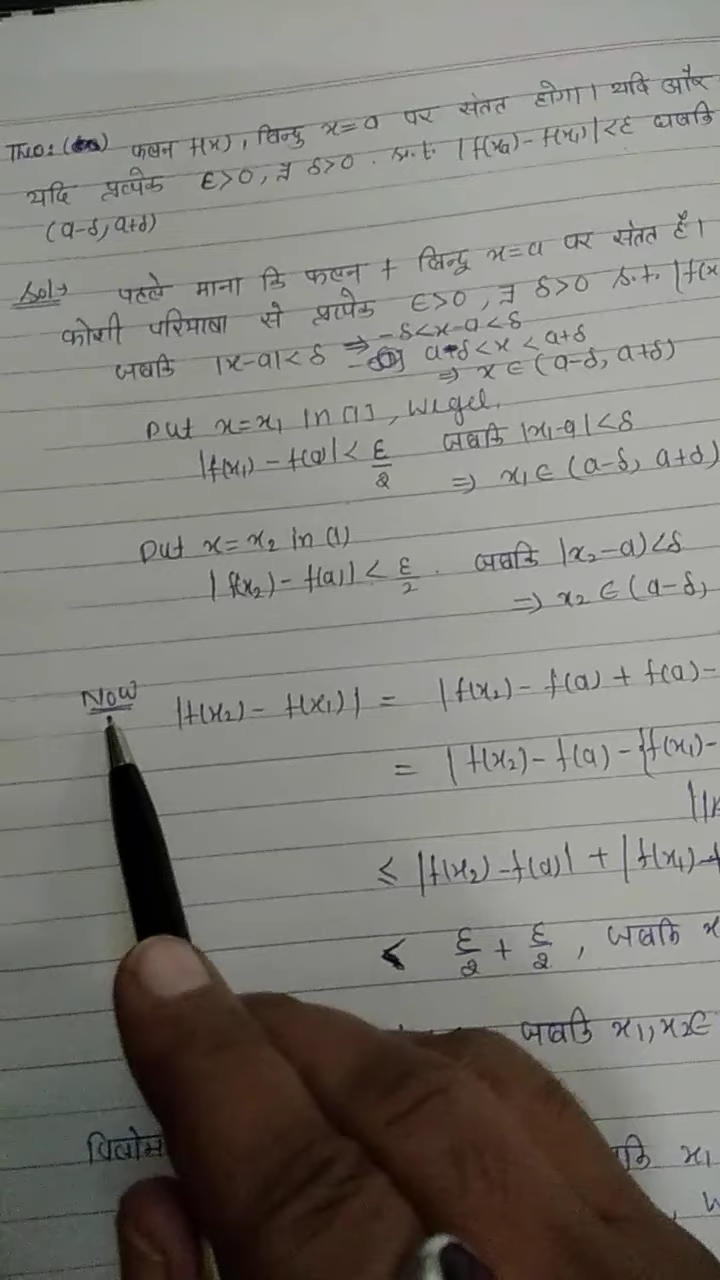 Theo: फलन f(x), बिन्दु x=a पर संतत होगा। यदि और
यदि प्रत्येक ε>0, ∃ δ>0 s.t. |f(x2)-f(x1)|<ε जबकि
(a-δ, a+δ)
Sol→ पहले माना कि फलन f बिन्दु x=a पर संतत है।
कोशी परिभाषा से प्रत्येक ε>0, ∃ δ>0 s.t. |f(x
जबकि |x-a|<δ ⇒ -δ<x-a<δ
a-δ<x<a+δ
⇒ x∈(a-δ, a+δ)
Put x=x1 in (1), we get.
|f(x1)-f(a)|<ε/2 जबकि |x1-a|<δ
⇒ x1∈(a-δ, a+δ)
Put x=x2 in (1)
|f(x2)-f(a)|<ε/2. जबकि |x2-a)<δ
⇒ x2∈(a-δ,
Now |f(x2)-f(x1)| = |f(x2)-f(a)+f(a)-
= |f(x2)-f(a)-{f(x1)-
≤ |f(x2)-f(a)|+|f(x1)-f
< ε/2+ε/2, जबकि x
जबकि x1,x2∈
विलोम
x1